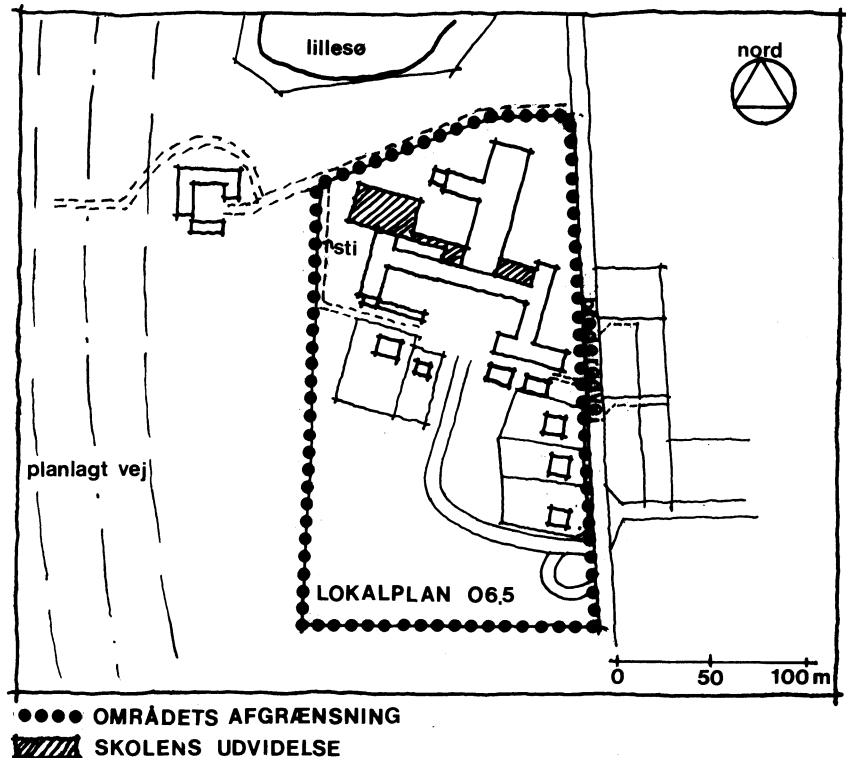 lillesø
nord
sti
planlagt vej
LOKALPLAN 06.5
0 50 100 m
OMRÅDETS AFGRÆNSNING
SKOLENS UDVIDELSE